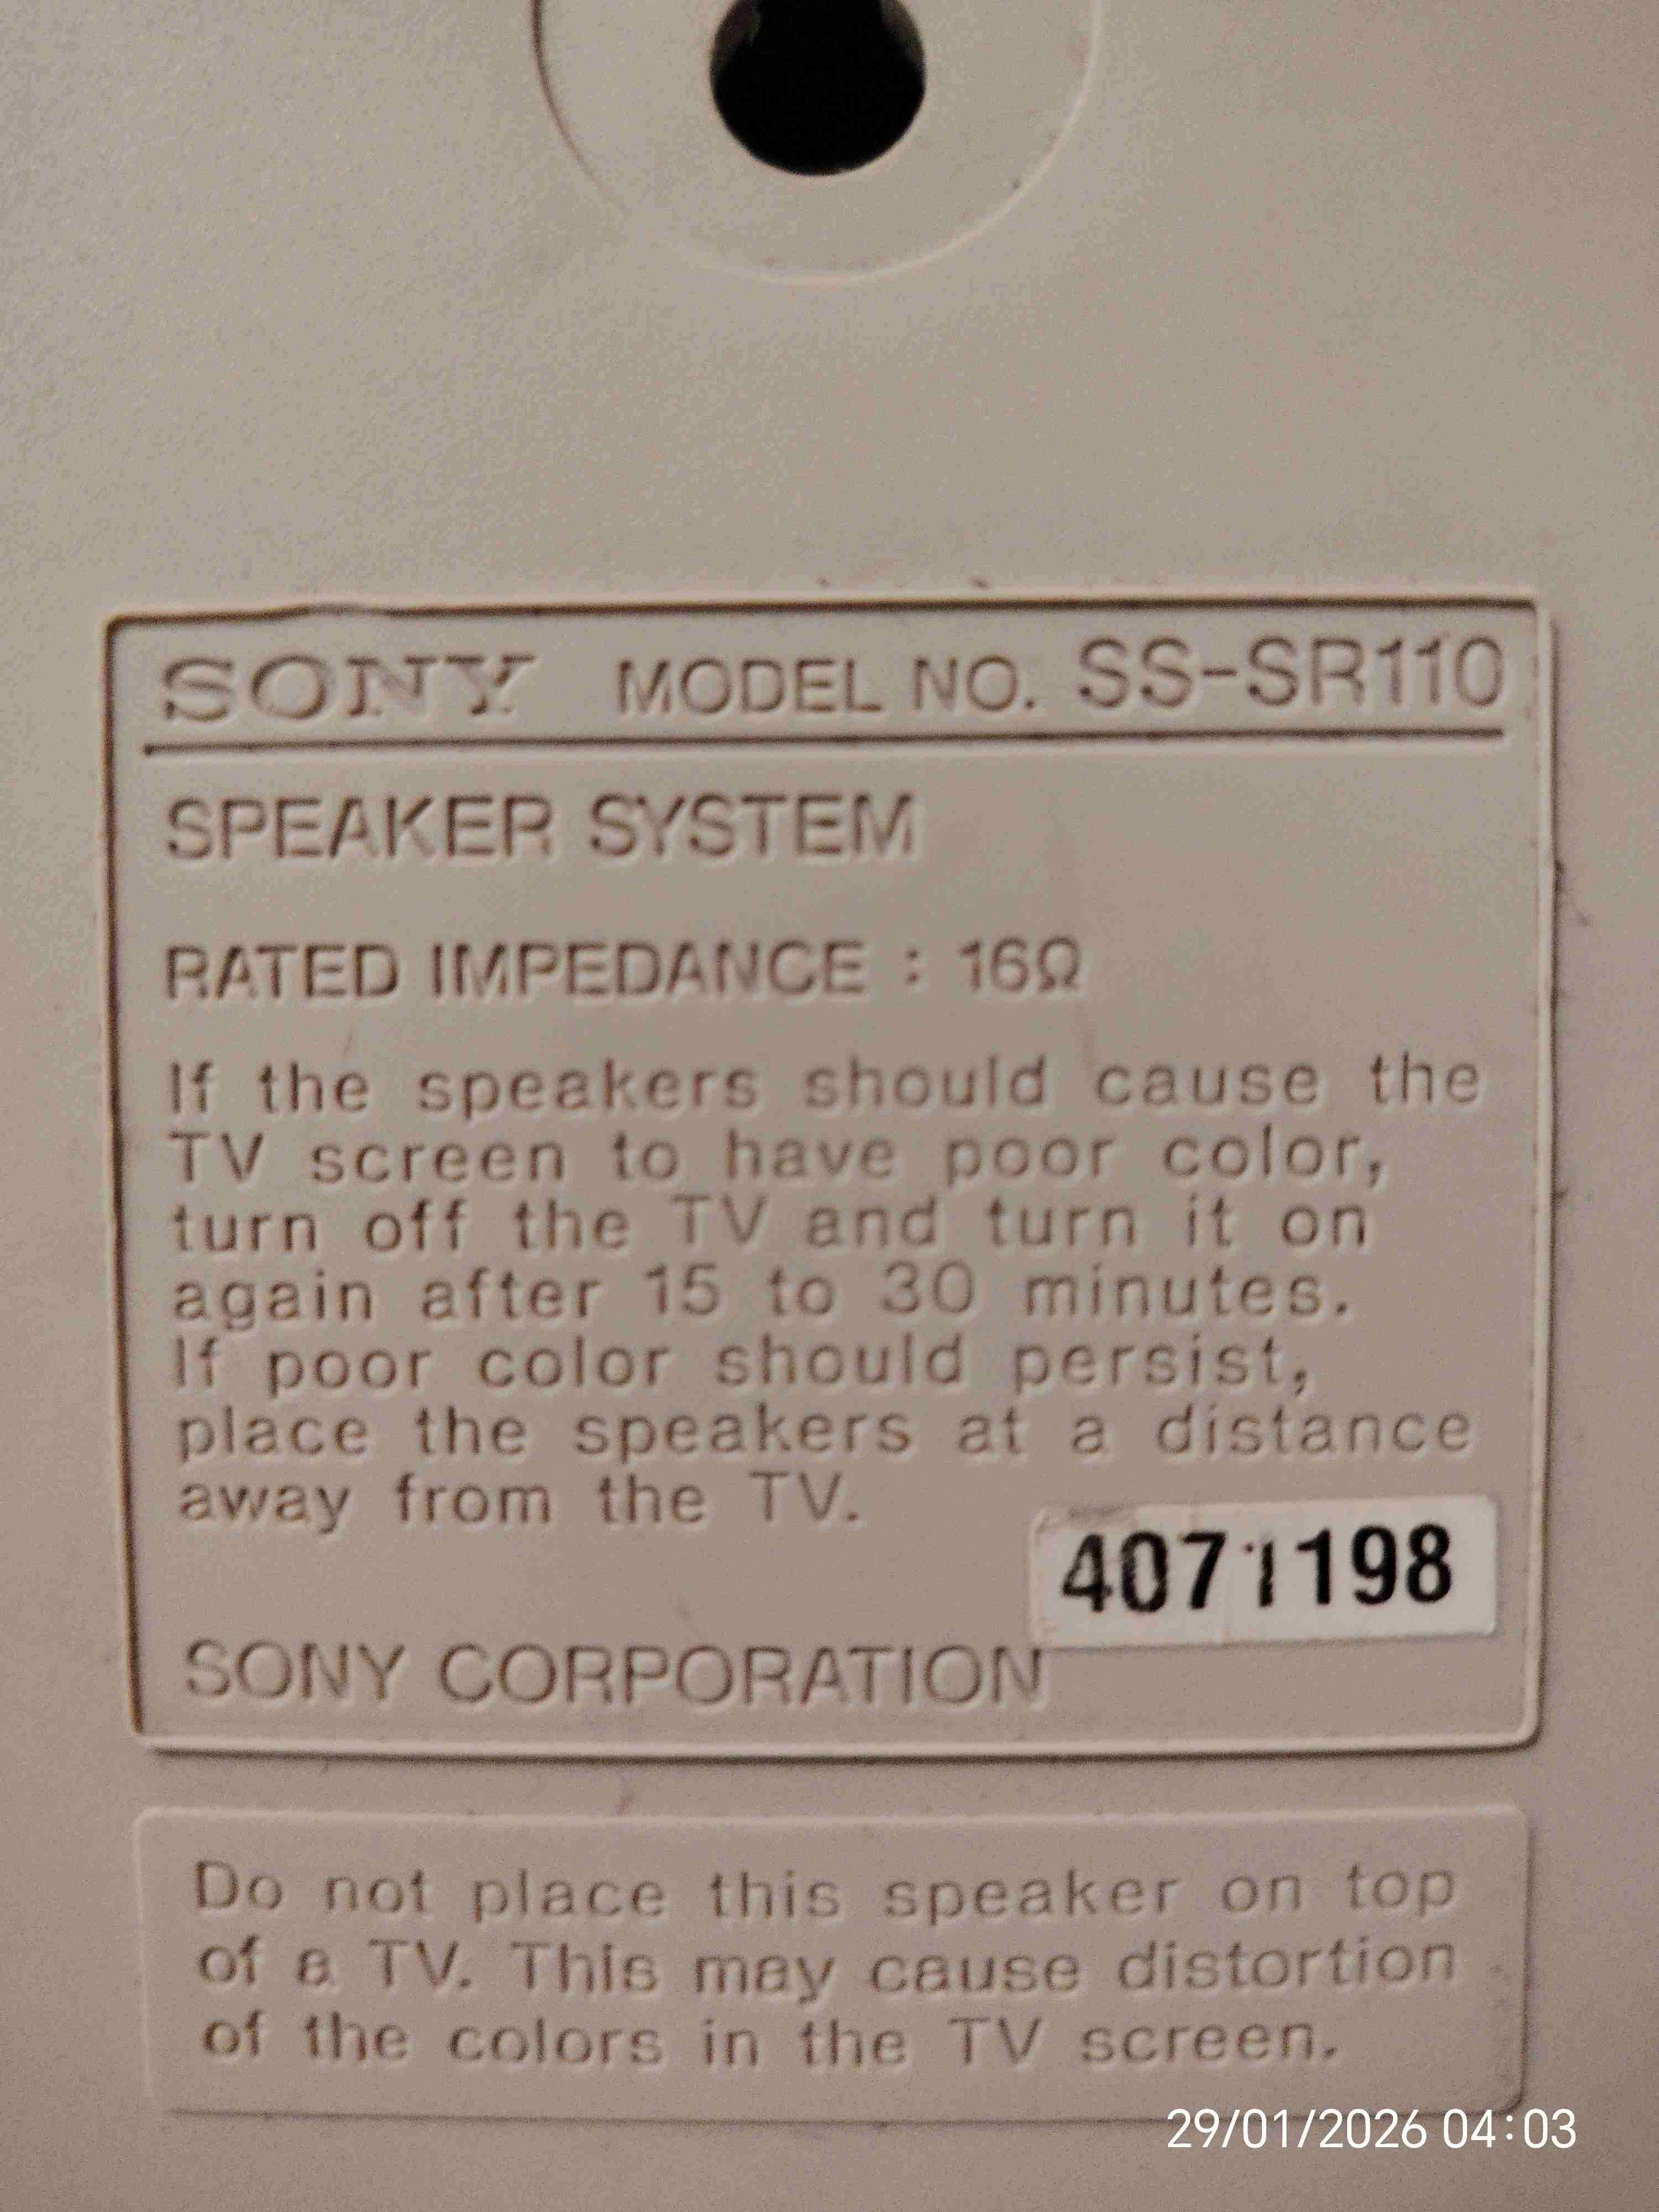 SONY MODEL NO. SS-SR110
SPEAKER SYSTEM
RATED IMPEDANCE : 16Ω
If the speakers should cause the
TV screen to have poor color,
turn off the TV and turn it on
again after 15 to 30 minutes.
If poor color should persist,
place the speakers at a distance
away from the TV.
4071198
SONY CORPORATION
Do not place this speaker on top
of a TV. This may cause distortion
of the colors in the TV screen.
29/01/2026 04:03